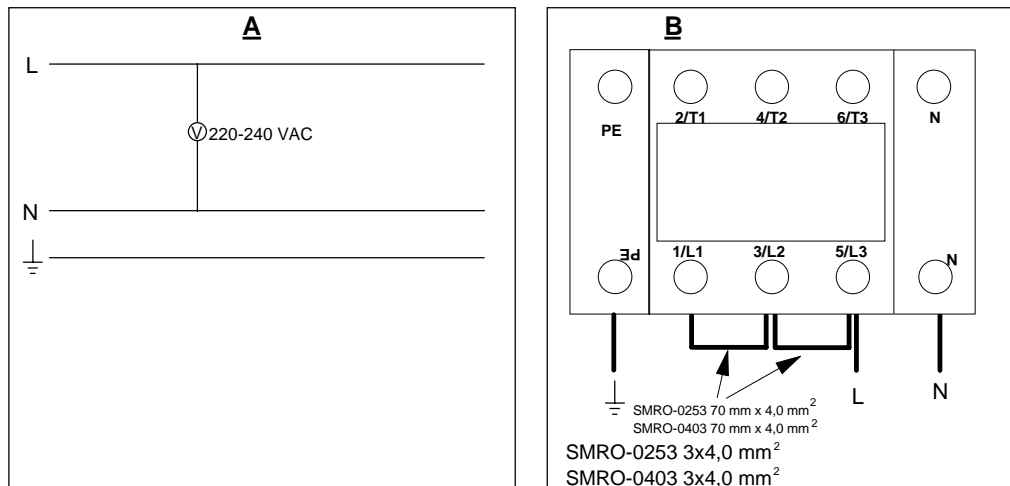 A
L
V 220-240 VAC
N
B
2/T1 4/T2 6/T3 N
PE
PE 1/L1 3/L2 5/L3 N
L N
SMRO-0253 70 mm x 4,0 mm²
SMRO-0403 70 mm x 4,0 mm²
SMRO-0253 3x4,0 mm²
SMRO-0403 3x4,0 mm²